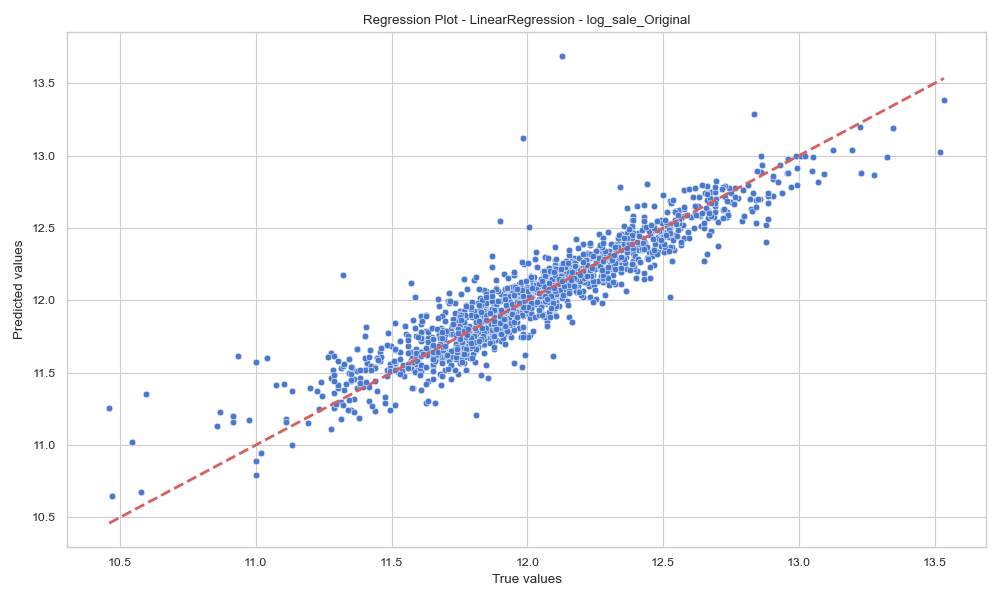 Regression Plot - LinearRegression - log_sale_Original
Predicted values
13.5
13.0
12.5
12.0
11.5
11.0
10.5
10.5 11.0 11.5 12.0 12.5 13.0 13.5
True values